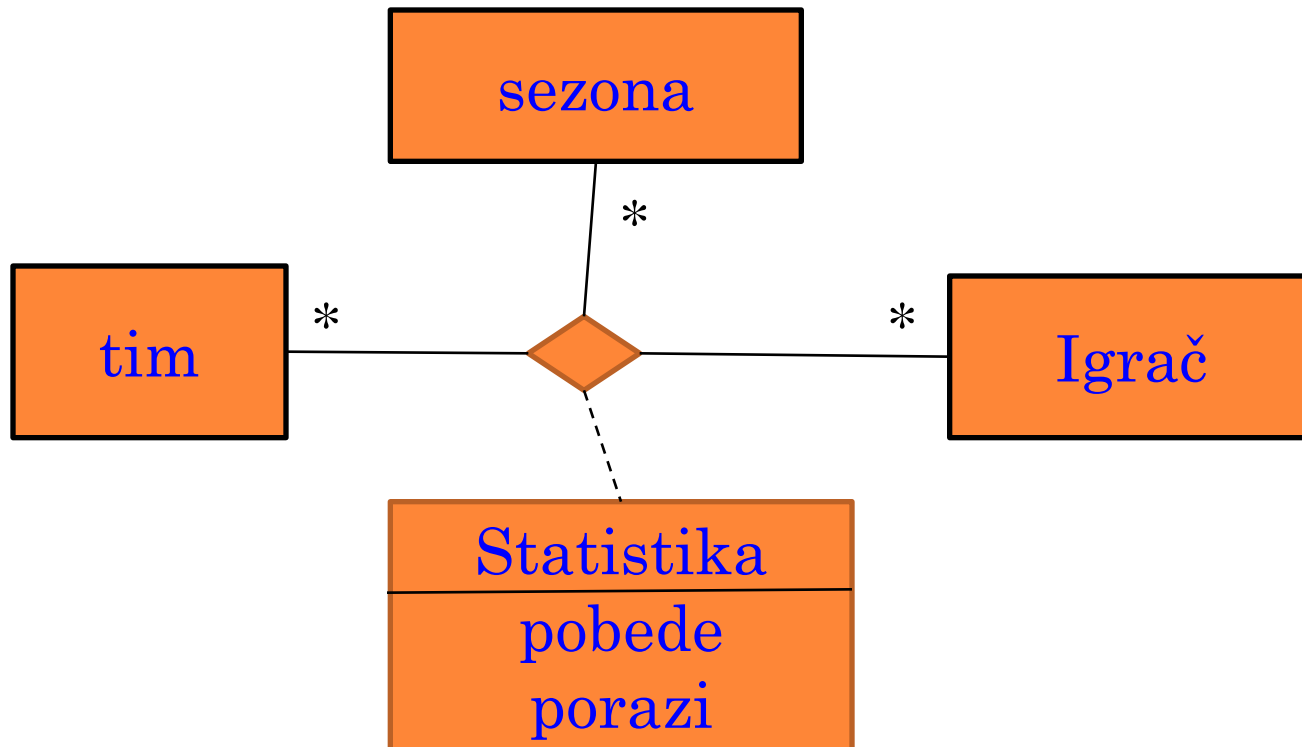 sezona
*
tim
*
*
Igrač
Statistika
pobede
porazi